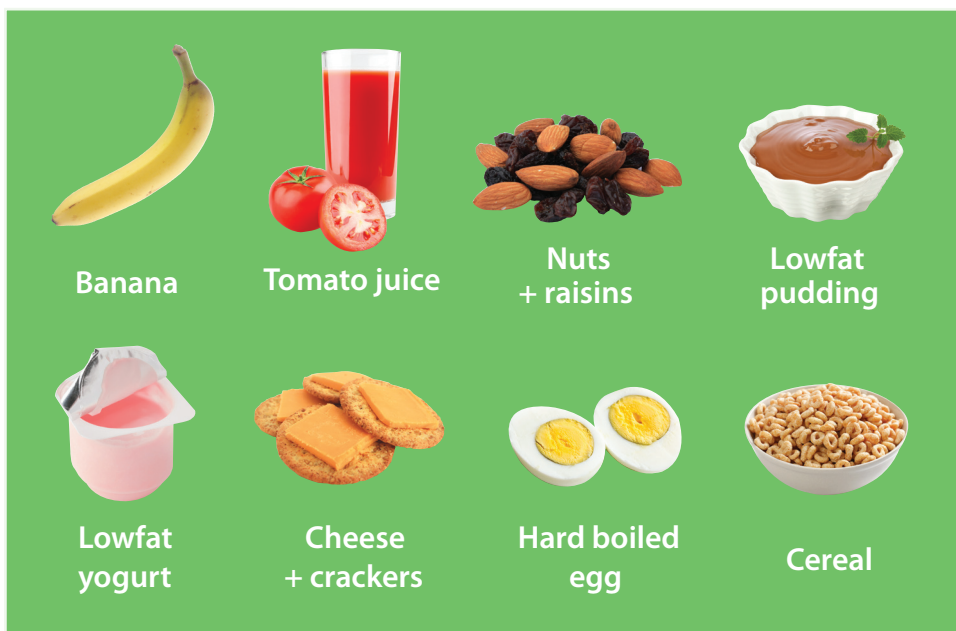 Banana
Tomato juice
Nuts
+ raisins
Lowfat
pudding
Lowfat
yogurt
Cheese
+ crackers
Hard boiled
egg
Cereal